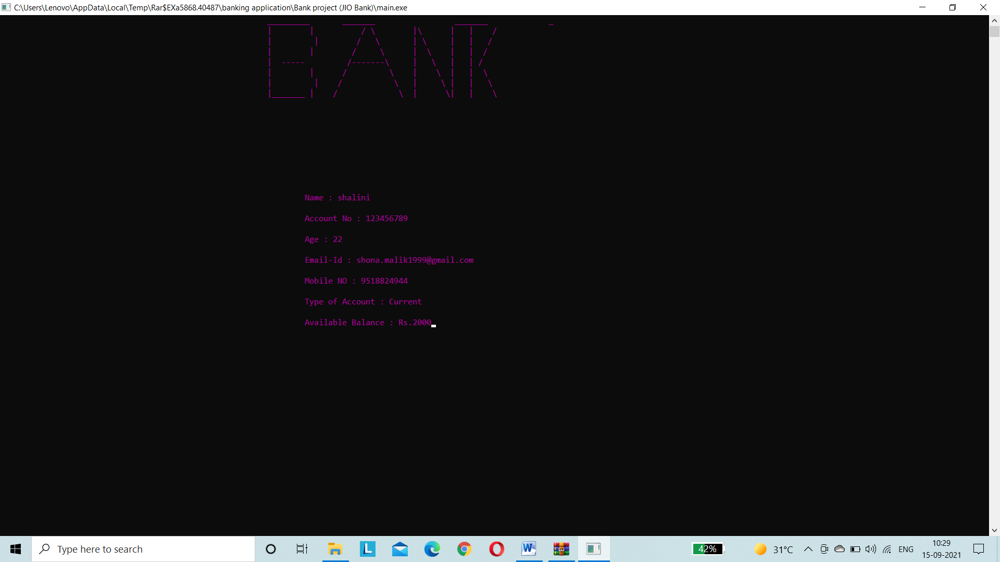 C:\Users\Lenovo\AppData\Local\Temp\Rar$EXa5868.40487\banking application\Bank project (JIO Bank)\main.exe
BANK
Name : shalini
Account No : 123456789
Age : 22
Email-Id : shona.malik1999@gmail.com
Mobile NO : 9518824944
Type of Account : Current
Available Balance : Rs.2000
Type here to search
L
W
42%
31°C
ENG
10:29
15-09-2021